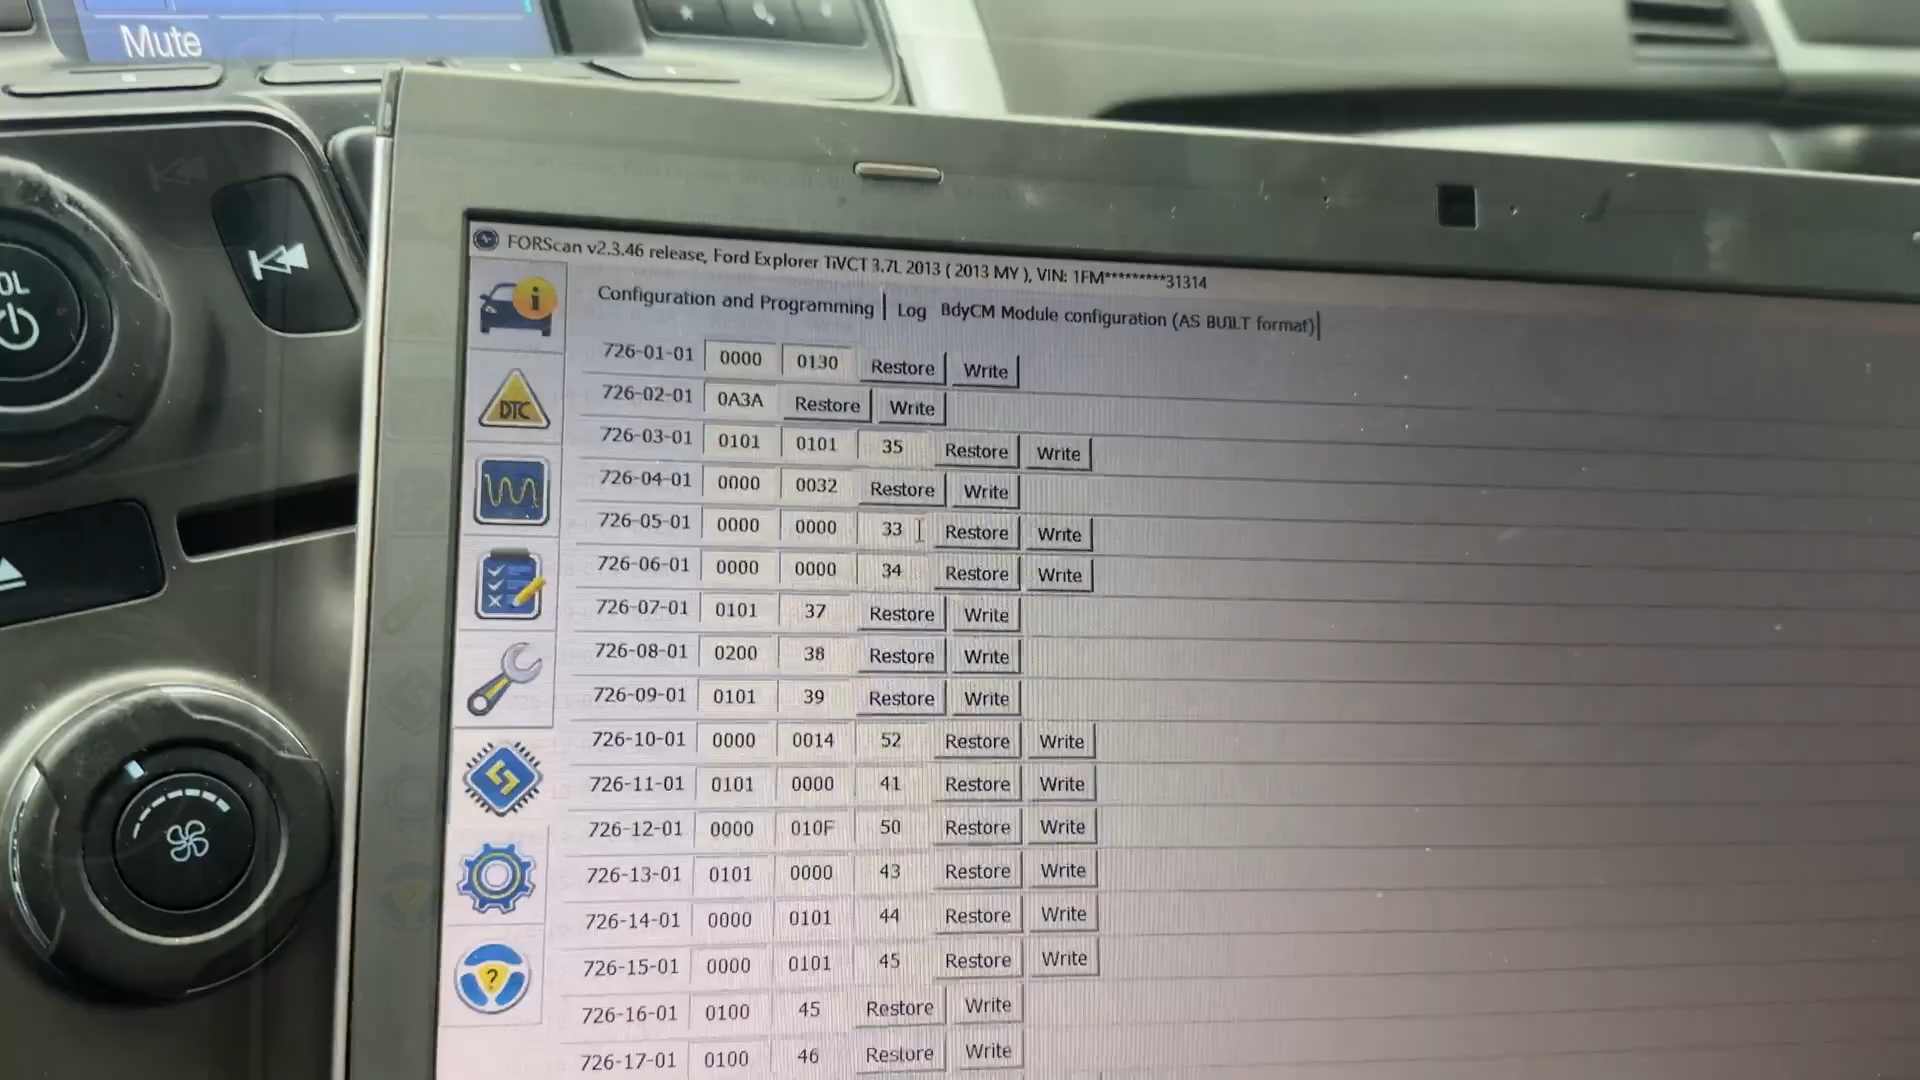 Mute
OL
FORScan v2.3.46 release, Ford Explorer TiVCT 3.7L 2013 ( 2013 MY ), VIN: 1FM*********31314
Configuration and Programming Log BdyCM Module configuration (AS BUILT format)
726-01-01 0000 0130 Restore Write
726-02-01 0A3A Restore Write
DTC
726-03-01 0101 0101 35 Restore Write
726-04-01 0000 0032 Restore Write
726-05-01 0000 0000 33 Restore Write
726-06-01 0000 0000 34 Restore Write
726-07-01 0101 37 Restore Write
726-08-01 0200 38 Restore Write
726-09-01 0101 39 Restore Write
726-10-01 0000 0014 52 Restore Write
726-11-01 0101 0000 41 Restore Write
726-12-01 0000 010F 50 Restore Write
726-13-01 0101 0000 43 Restore Write
726-14-01 0000 0101 44 Restore Write
726-15-01 0000 0101 45 Restore Write
726-16-01 0100 45 Restore Write
726-17-01 0100 46 Restore Write